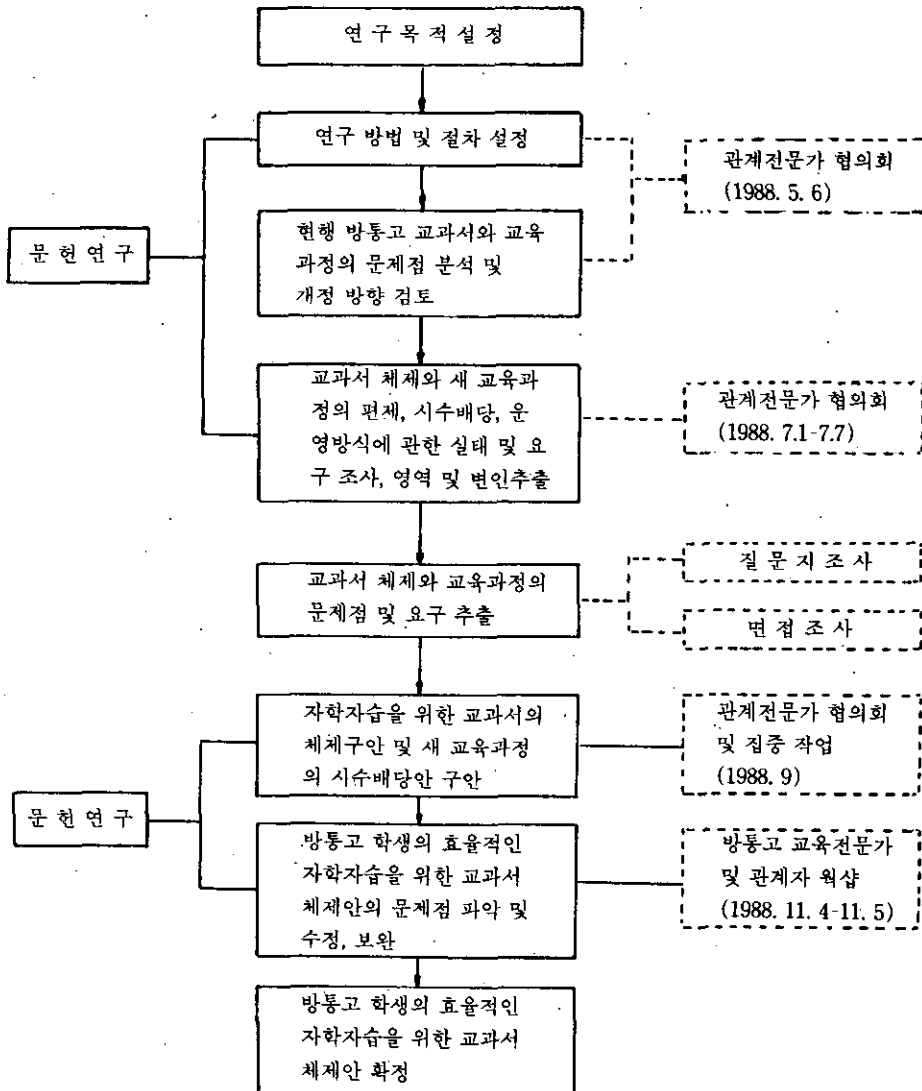 연 구 목 적 설 정
연구 방법 및 절차 설정
관계전문가 협의회
(1988. 5. 6)
문 헌 연 구
현행 방통고 교과서와 교육
과정의 문제점 분석 및
개정 방향 검토
교과서 체제와 새 교육과
정의 편제, 시수배당, 운
영방식에 관한 실태 및 요
구 조사, 영역 및 변인추출
관계전문가 협의회
(1988. 7.1-7.7)
교과서 체제와 교육과정의
문제점 및 요구 추출
질 문 지 조 사
면 접 조 사
자학자습을 위한 교과서의
체제구안 및 새 교육과정
의 시수배당안 구안
관계전문가 협의회
및 집중 작업
(1988. 9)
문 헌 연 구
방통고 학생의 효율적인
자학자습을 위한 교과서
체제안의 문제점 파악 및
수정, 보완
방통고 교육전문가
및 관계자 웍샵
(1988. 11. 4-11. 5)
방통고 학생의 효율적인
자학자습을 위한 교과서
체제안 확정